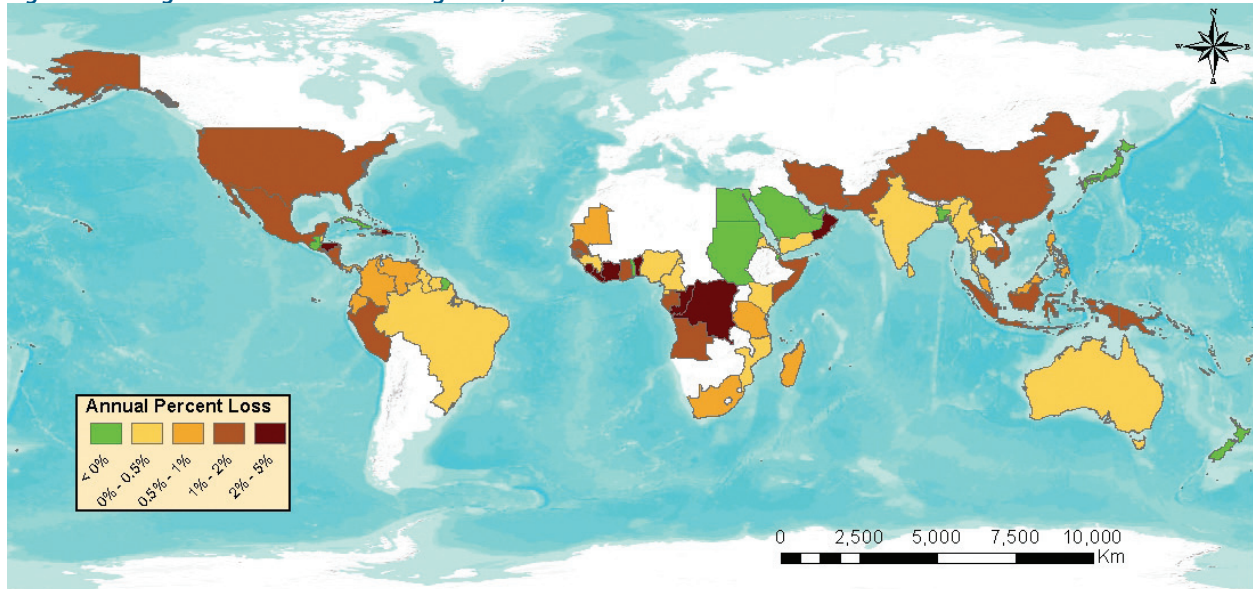 N
W
E
Annual Percent Loss
< 0%
0% - 0.5%
0.5% - 1%
1% - 2%
2% - 5%
0 2,500 5,000 7,500 10,000
Km